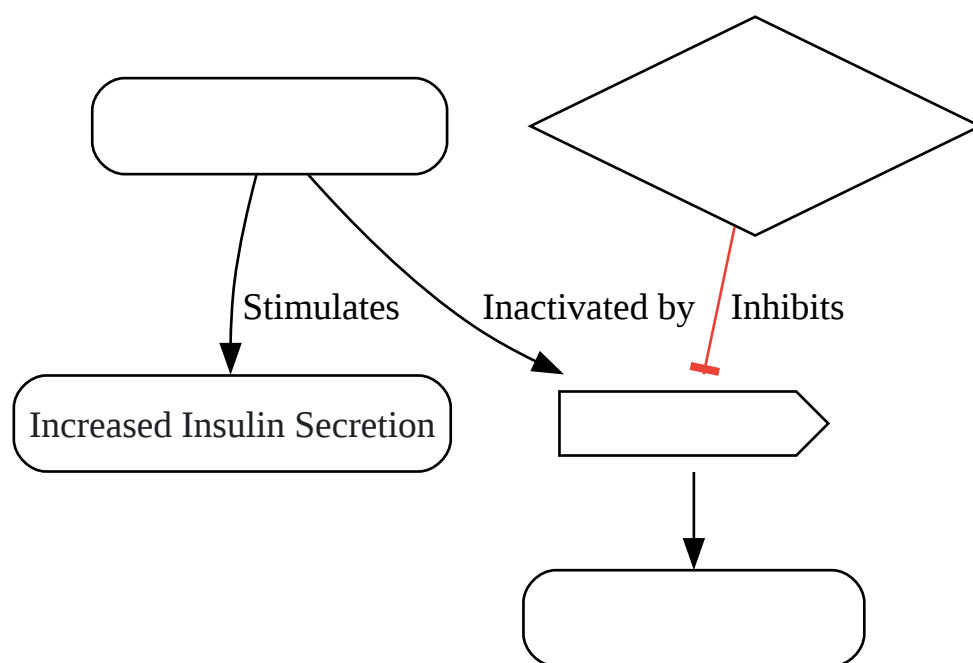 Stimulates
Inactivated by
Inhibits
Increased Insulin Secretion